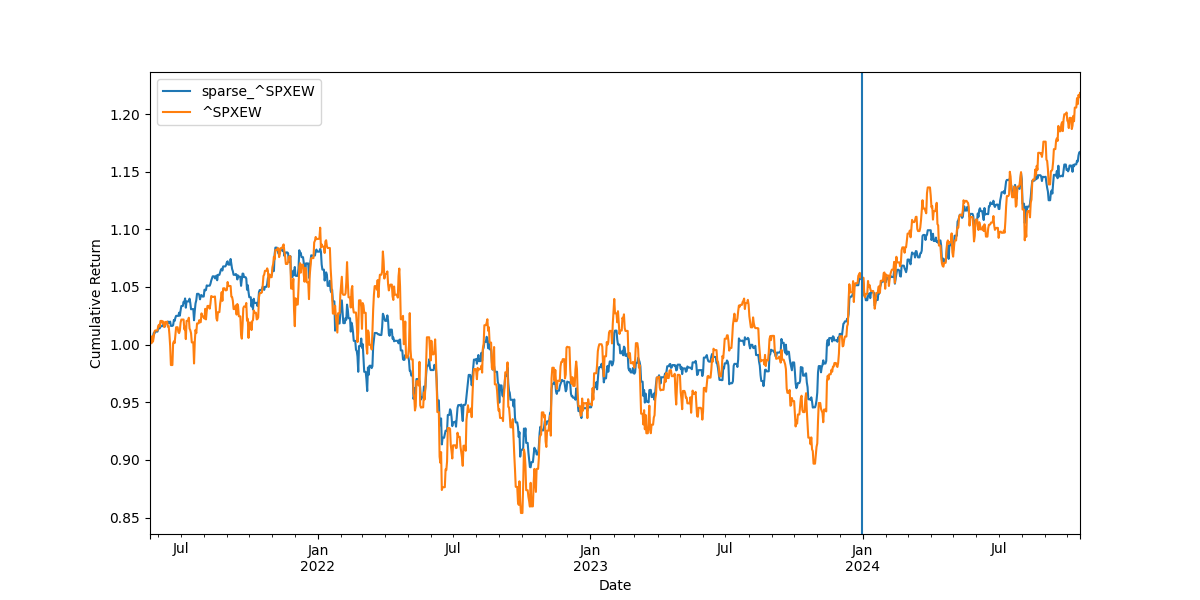 sparse_^SPXEW
^SPXEW
Cumulative Return
1.20
1.15
1.10
1.05
1.00
0.95
0.90
0.85
Jul
Jan
2022
Jul
Jan
2023
Jul
Jan
2024
Jul
Date